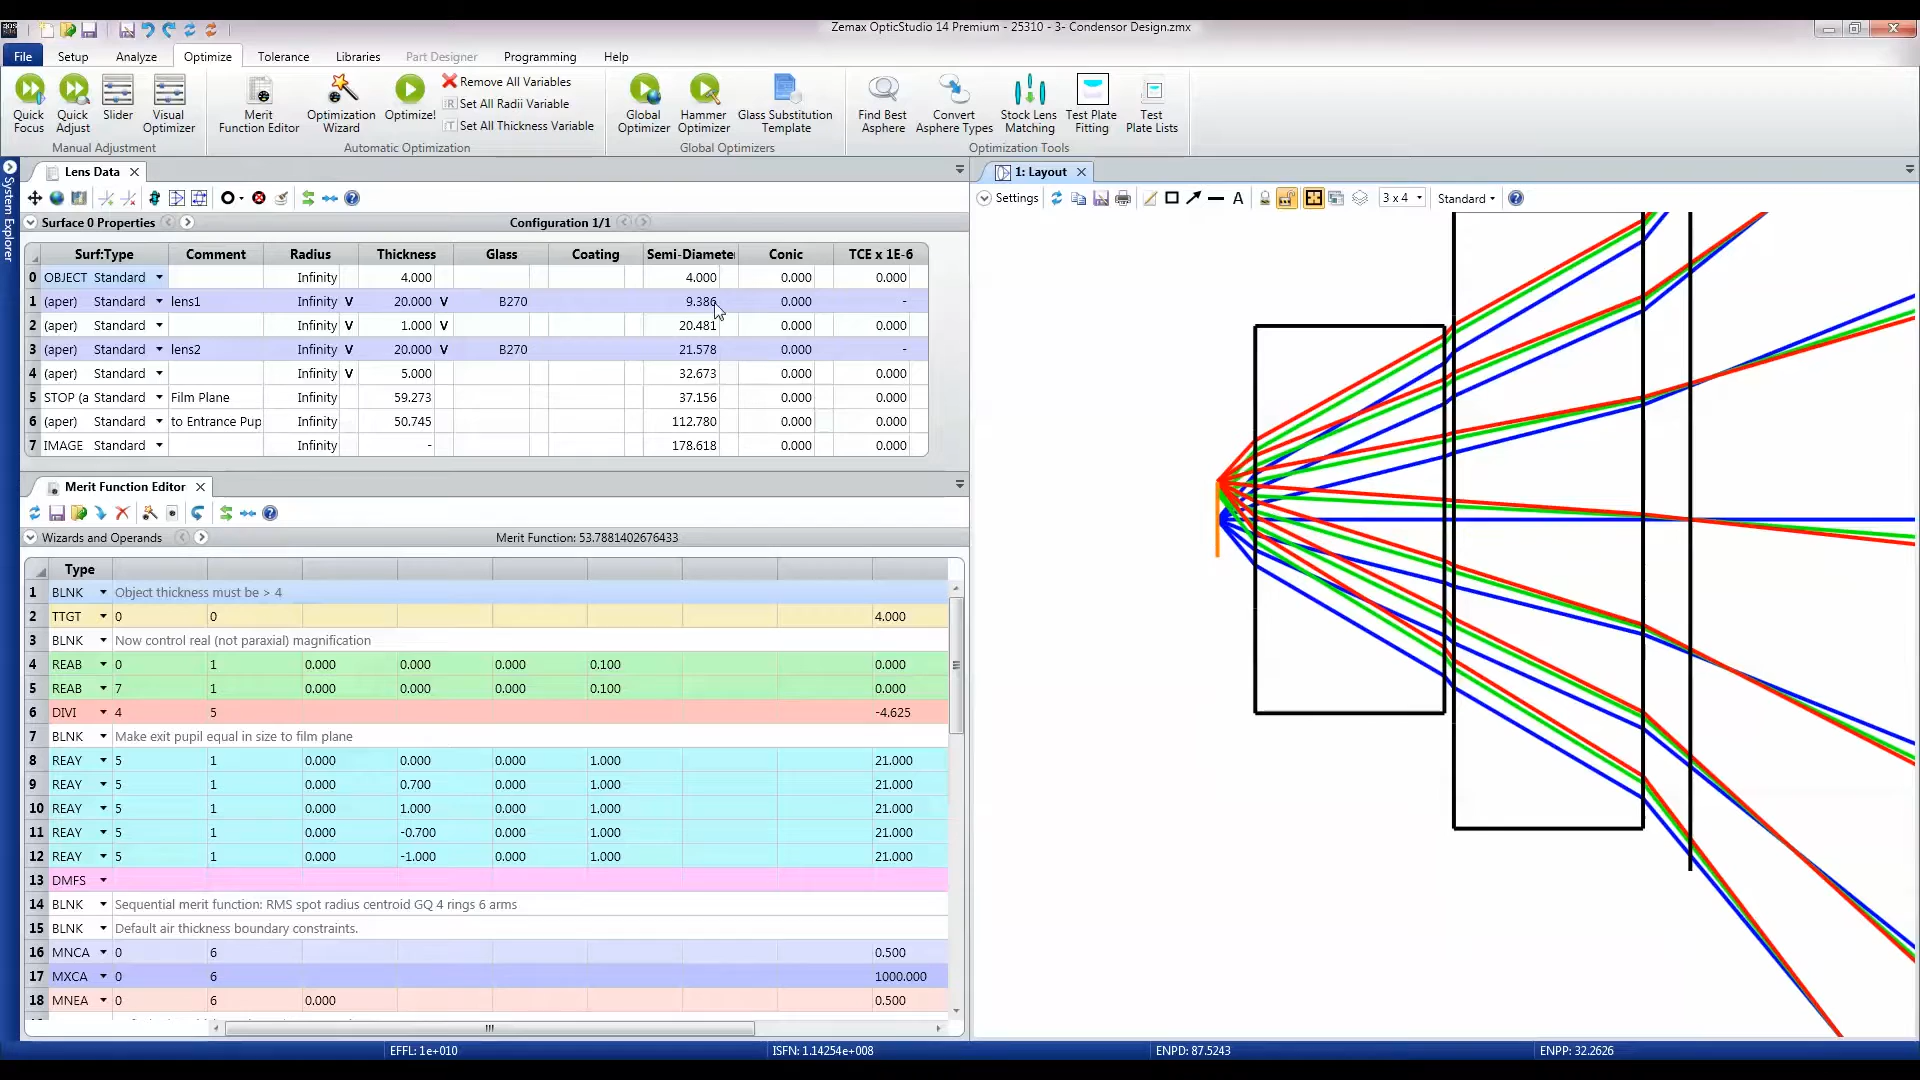 Zemax OpticStudio 14 Premium - 25310 - 3- Condensor Design.zmx
File Setup Analyze Optimize Tolerance Libraries Part Designer Programming Help
Quick Focus
Quick Adjust
Slider
Visual Optimizer
Manual Adjustment
Merit Function Editor
Optimization Wizard
Optimize!
Remove All Variables
Set All Radii Variable
Set All Thickness Variable
Automatic Optimization
Global Optimizer
Hammer Optimizer
Glass Substitution Template
Global Optimizers
Find Best Asphere
Convert Asphere Types
Stock Lens Matching
Test Plate Fitting
Test Plate Lists
Optimization Tools
System Explorer
Lens Data
Surface 0 Properties Configuration 1/1
Surf:Type Comment Radius Thickness Glass Coating Semi-Diamete Conic TCE x 1E-6
0 OBJECT Standard Infinity 4.000 4.000 0.000 0.000
1 (aper) Standard lens1 Infinity V 20.000 V B270 9.386 0.000 -
2 (aper) Standard Infinity V 1.000 V 20.481 0.000 0.000
3 (aper) Standard lens2 Infinity V 20.000 V B270 21.578 0.000 -
4 (aper) Standard Infinity V 5.000 32.673 0.000 0.000
5 STOP (a Standard Film Plane Infinity 59.273 37.156 0.000 0.000
6 (aper) Standard to Entrance Pup Infinity 50.745 112.780 0.000 0.000
7 IMAGE Standard Infinity - 178.618 0.000 0.000
Merit Function Editor
Wizards and Operands Merit Function: 53.7881402676433
Type
1 BLNK Object thickness must be > 4
2 TTGT 0 0 4.000
3 BLNK Now control real (not paraxial) magnification
4 REAB 0 1 0.000 0.000 0.000 0.100 0.000
5 REAB 7 1 0.000 0.000 0.000 0.100 0.000
6 DIVI 4 5 -4.625
7 BLNK Make exit pupil equal in size to film plane
8 REAY 5 1 0.000 0.000 0.000 1.000 21.000
9 REAY 5 1 0.000 0.700 0.000 1.000 21.000
10 REAY 5 1 0.000 1.000 0.000 1.000 21.000
11 REAY 5 1 0.000 -0.700 0.000 1.000 21.000
12 REAY 5 1 0.000 -1.000 0.000 1.000 21.000
13 DMFS
14 BLNK Sequential merit function: RMS spot radius centroid GQ 4 rings 6 arms
15 BLNK Default air thickness boundary constraints.
16 MNCA 0 6 0.500
17 MXCA 0 6 1000.000
18 MNEA 0 6 0.000 0.500
1: Layout
Settings A 3 x 4 Standard
EFFL: 1e+010 ISFN: 1.14254e+008 ENPD: 87.5243 ENPP: 32.2626